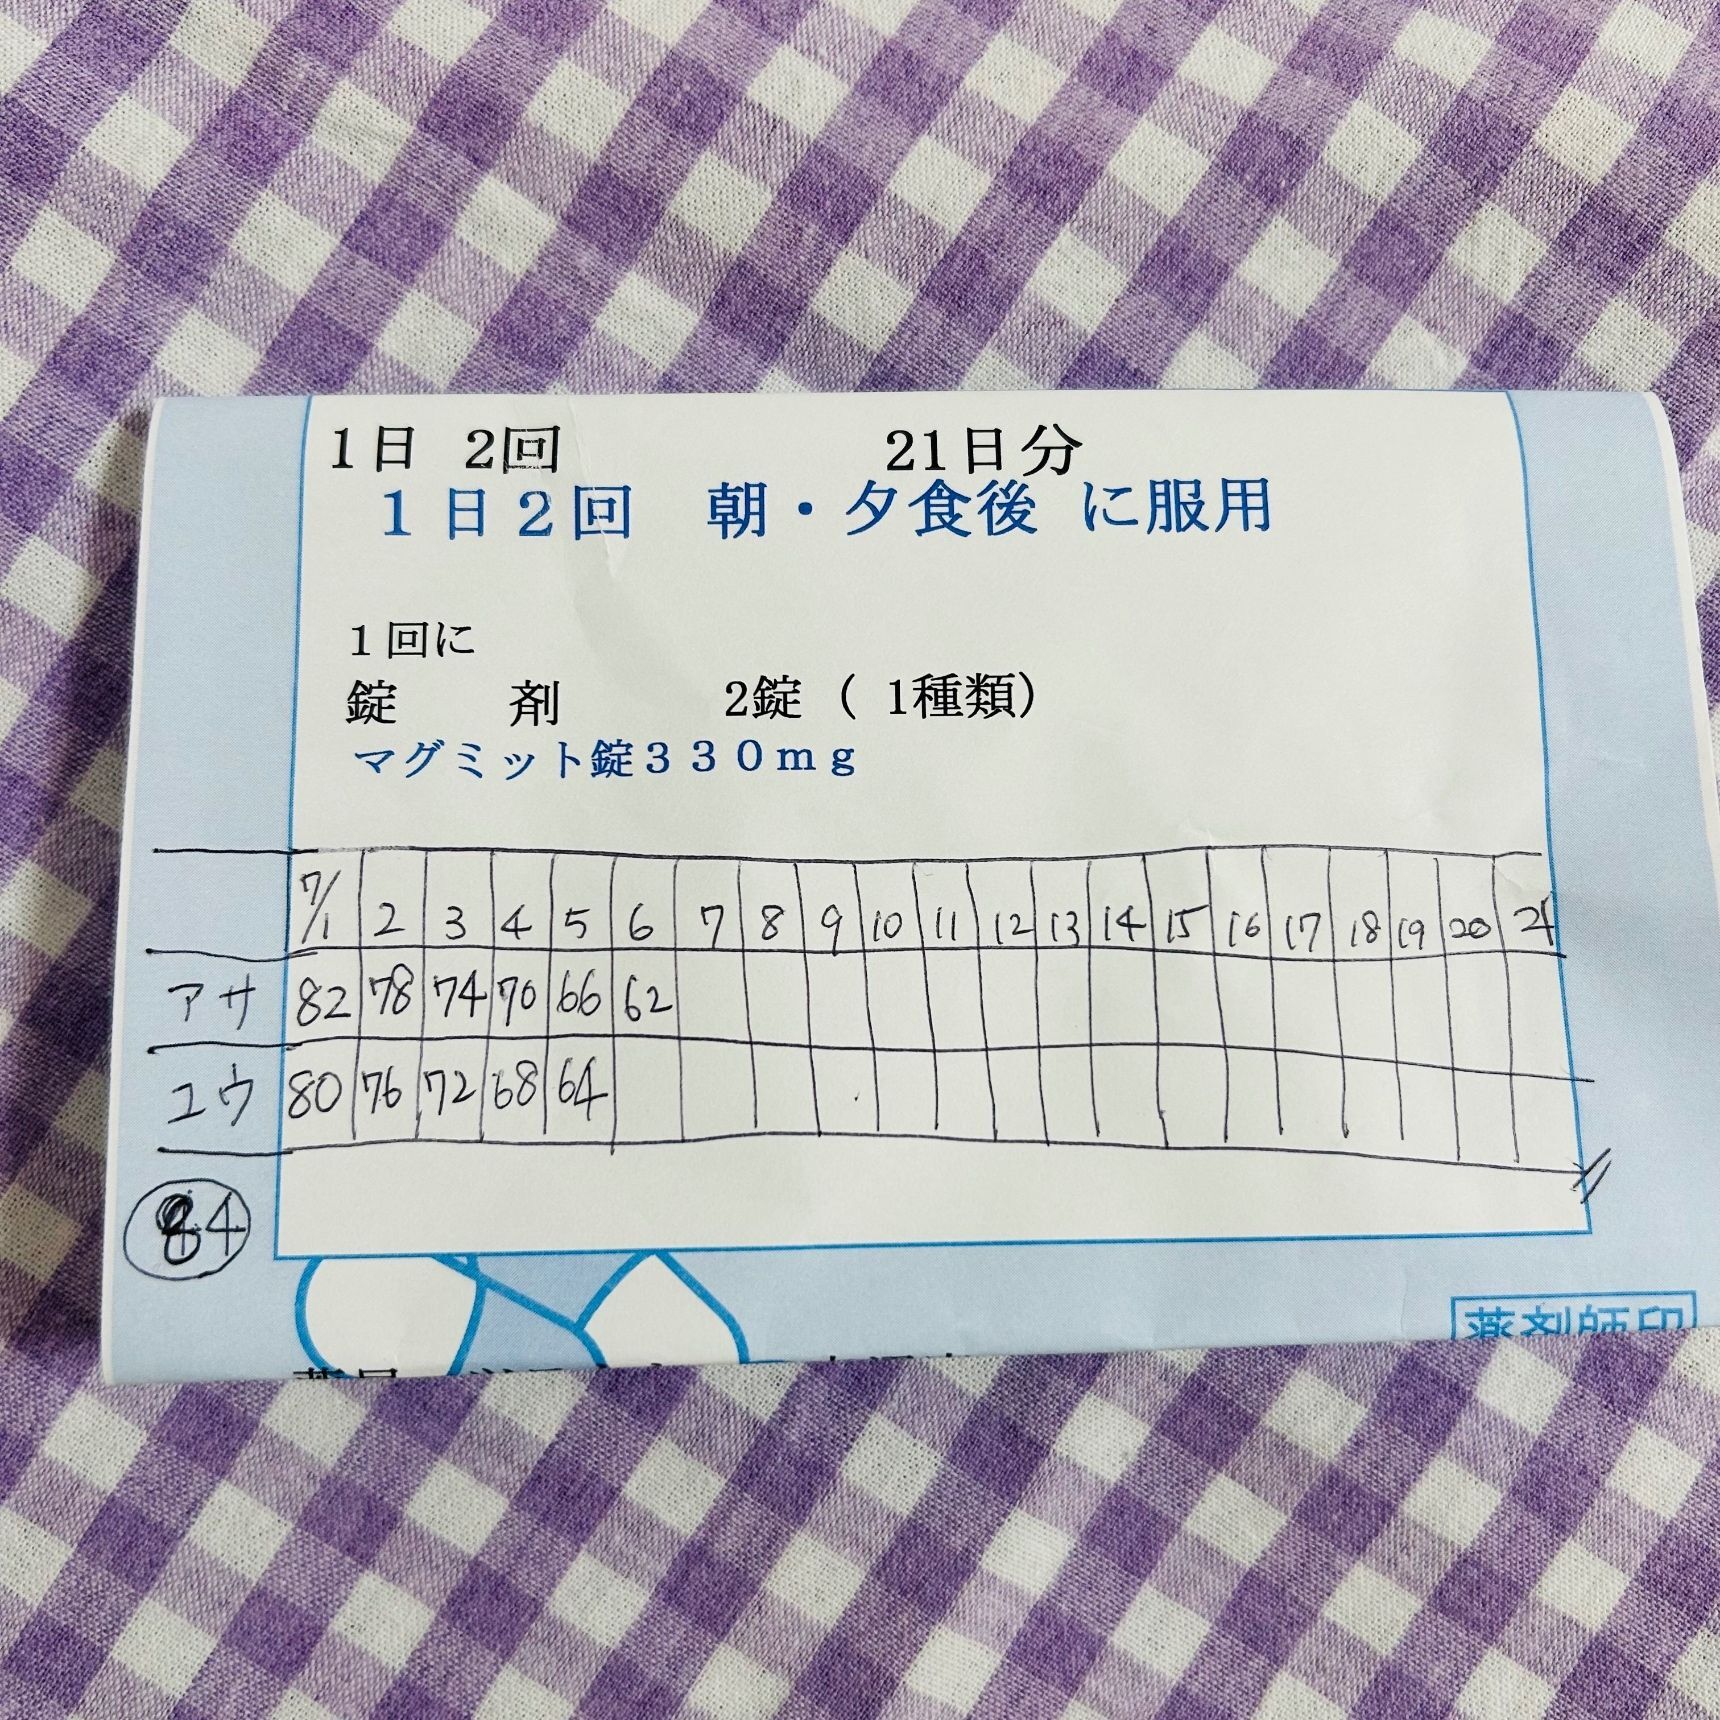 1日 2回 21日分
1日2回 朝・夕食後 に服用
1回に
錠 剤 2錠 ( 1種類)
マグミット錠330mg
7/1 2 3 4 5 6 7 8 9 10 11 12 13 14 15 16 17 18 19 20 21
アサ 82 78 74 70 66 62
ユウ 80 76 72 68 64
84
薬剤師印